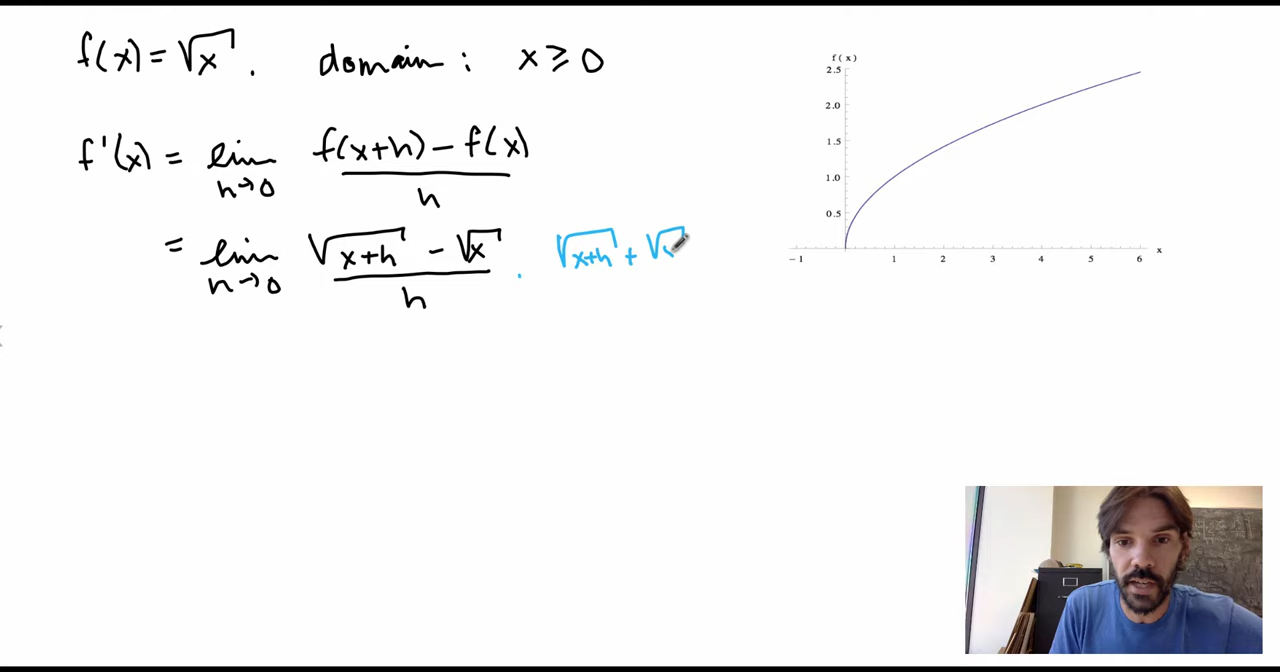 f(x) = √x . domain : x ≥ 0
f'(x) = lim h→0 f(x+h) − f(x) / h
= lim h→0 √x+h − √x / h · √x+h + √x
f(x)
2.5
2.0
1.5
1.0
0.5
−1 1 2 3 4 5 6 x